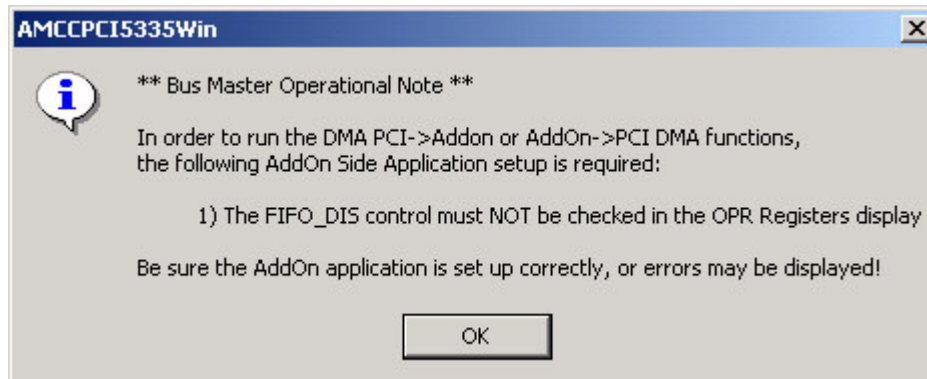 AMCCPCI5335Win
** Bus Master Operational Note **
In order to run the DMA PCI->Addon or AddOn->PCI DMA functions,
the following AddOn Side Application setup is required:
1) The FIFO_DIS control must NOT be checked in the OPR Registers display
Be sure the AddOn application is set up correctly, or errors may be displayed!
OK